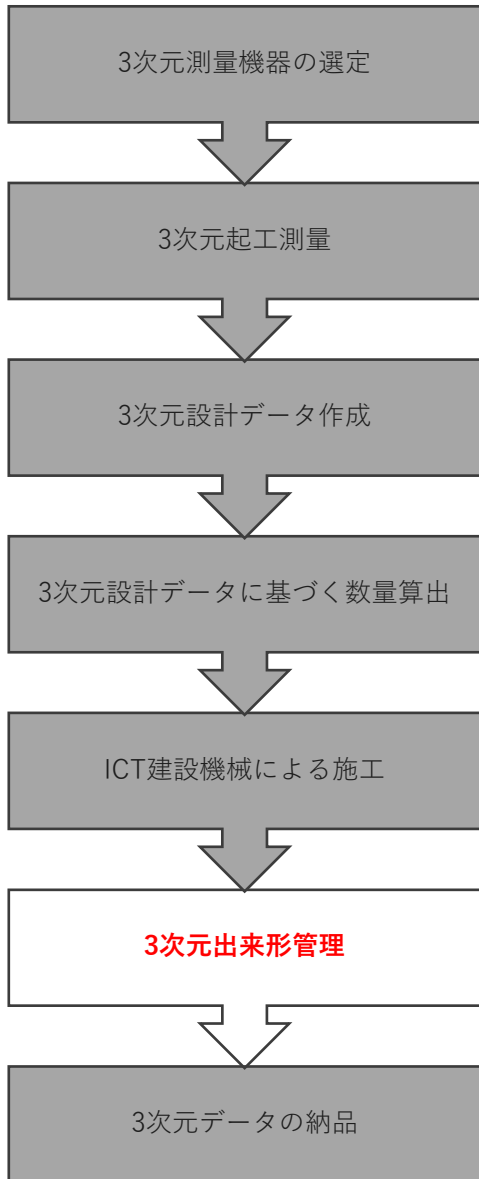 3次元測量機器の選定
3次元起工測量
3次元設計データ作成
3次元設計データに基づく数量算出
ICT建設機械による施工
3次元出来形管理
3次元データの納品